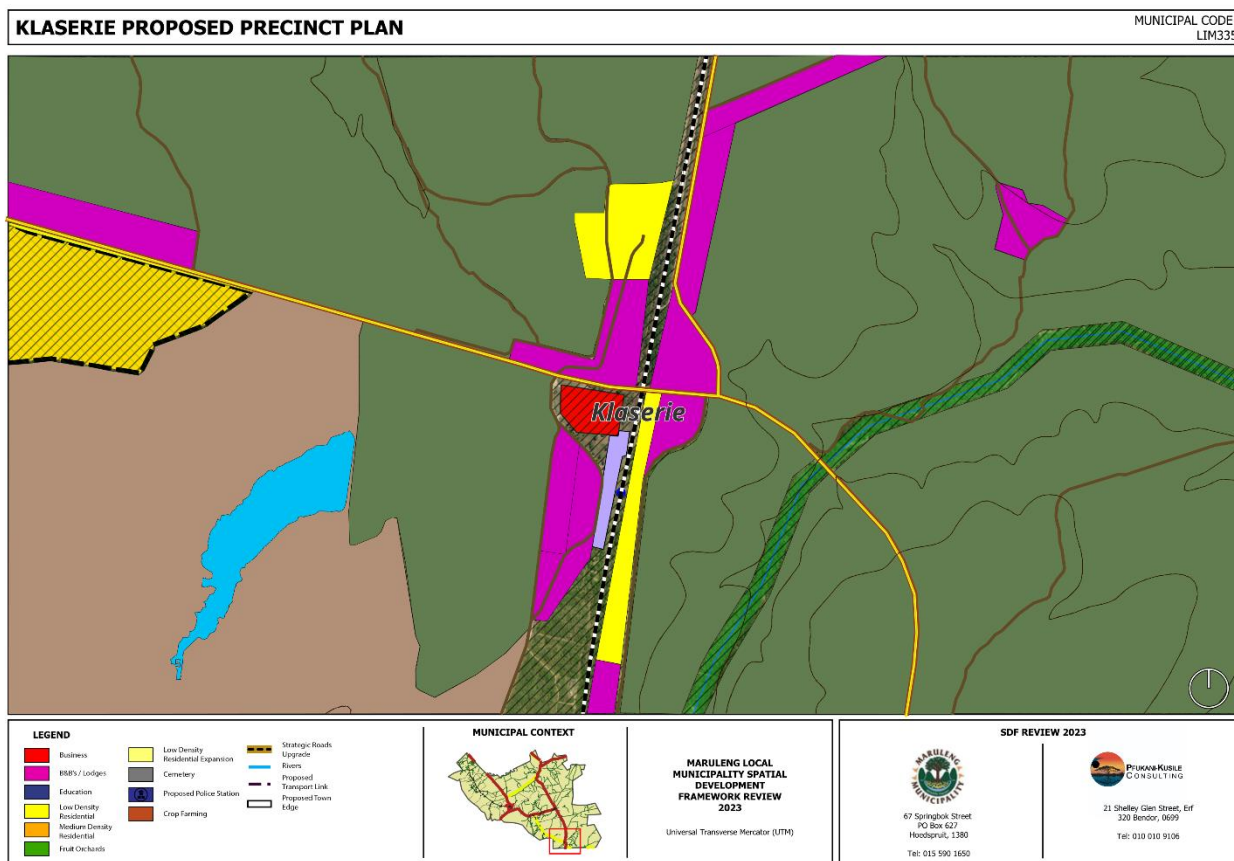 KLASERIE PROPOSED PRECINCT PLAN
MUNICIPAL CODE
LIM335
Klaserie
LEGEND
Business
B&B's / Lodges
Education
Low Density
Residential
Medium Density
Residential
Fruit Orchards
Low Density
Residential Expansion
Cemetery
Proposed Police Station
Crop Farming
Strategic Roads
Upgrade
Rivers
Proposed
Transport Link
Proposed Town
Edge
MUNICIPAL CONTEXT
MARULENG LOCAL
MUNICIPALITY SPATIAL
DEVELOPMENT
FRAMEWORK REVIEW
2023
Universal Transverse Mercator (UTM)
SDF REVIEW 2023
MARULENG
MUNICIPALITY
67 Springbok Street
PO Box 627
Hoedspruit, 1380
Tel: 015 590 1650
PFUKANI-KUSILE
CONSULTING
21 Shelley Glen Street, Erf
320 Bendor, 0699
Tel: 010 010 9106